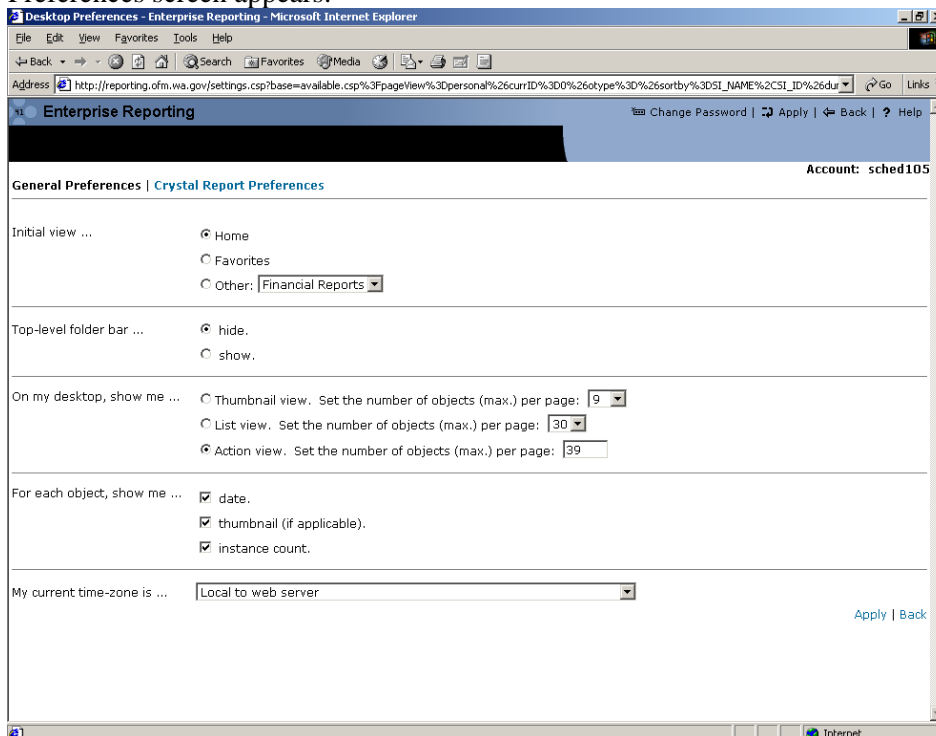 Preferences screen appears.
Desktop Preferences - Enterprise Reporting - Microsoft Internet Explorer
File Edit View Favorites Tools Help
Back Search Favorites Media
Address http://reporting.ofm.wa.gov/settings.csp?base=available.csp%3FpageView%3Dpersonal%26currID%3D0%26otype%3D%26sortby%3DSI_NAME%2CSI_ID%26dur Go Links
Enterprise Reporting Change Password | Apply | Back | ? Help
Account: sched105
General Preferences | Crystal Report Preferences
Initial view ... Home
Favorites
Other: Financial Reports
Top-level folder bar ... hide.
show.
On my desktop, show me ... Thumbnail view. Set the number of objects (max.) per page: 9
List view. Set the number of objects (max.) per page: 30
Action view. Set the number of objects (max.) per page: 39
For each object, show me ... date.
thumbnail (if applicable).
instance count.
My current time-zone is ... Local to web server
Apply | Back
Internet